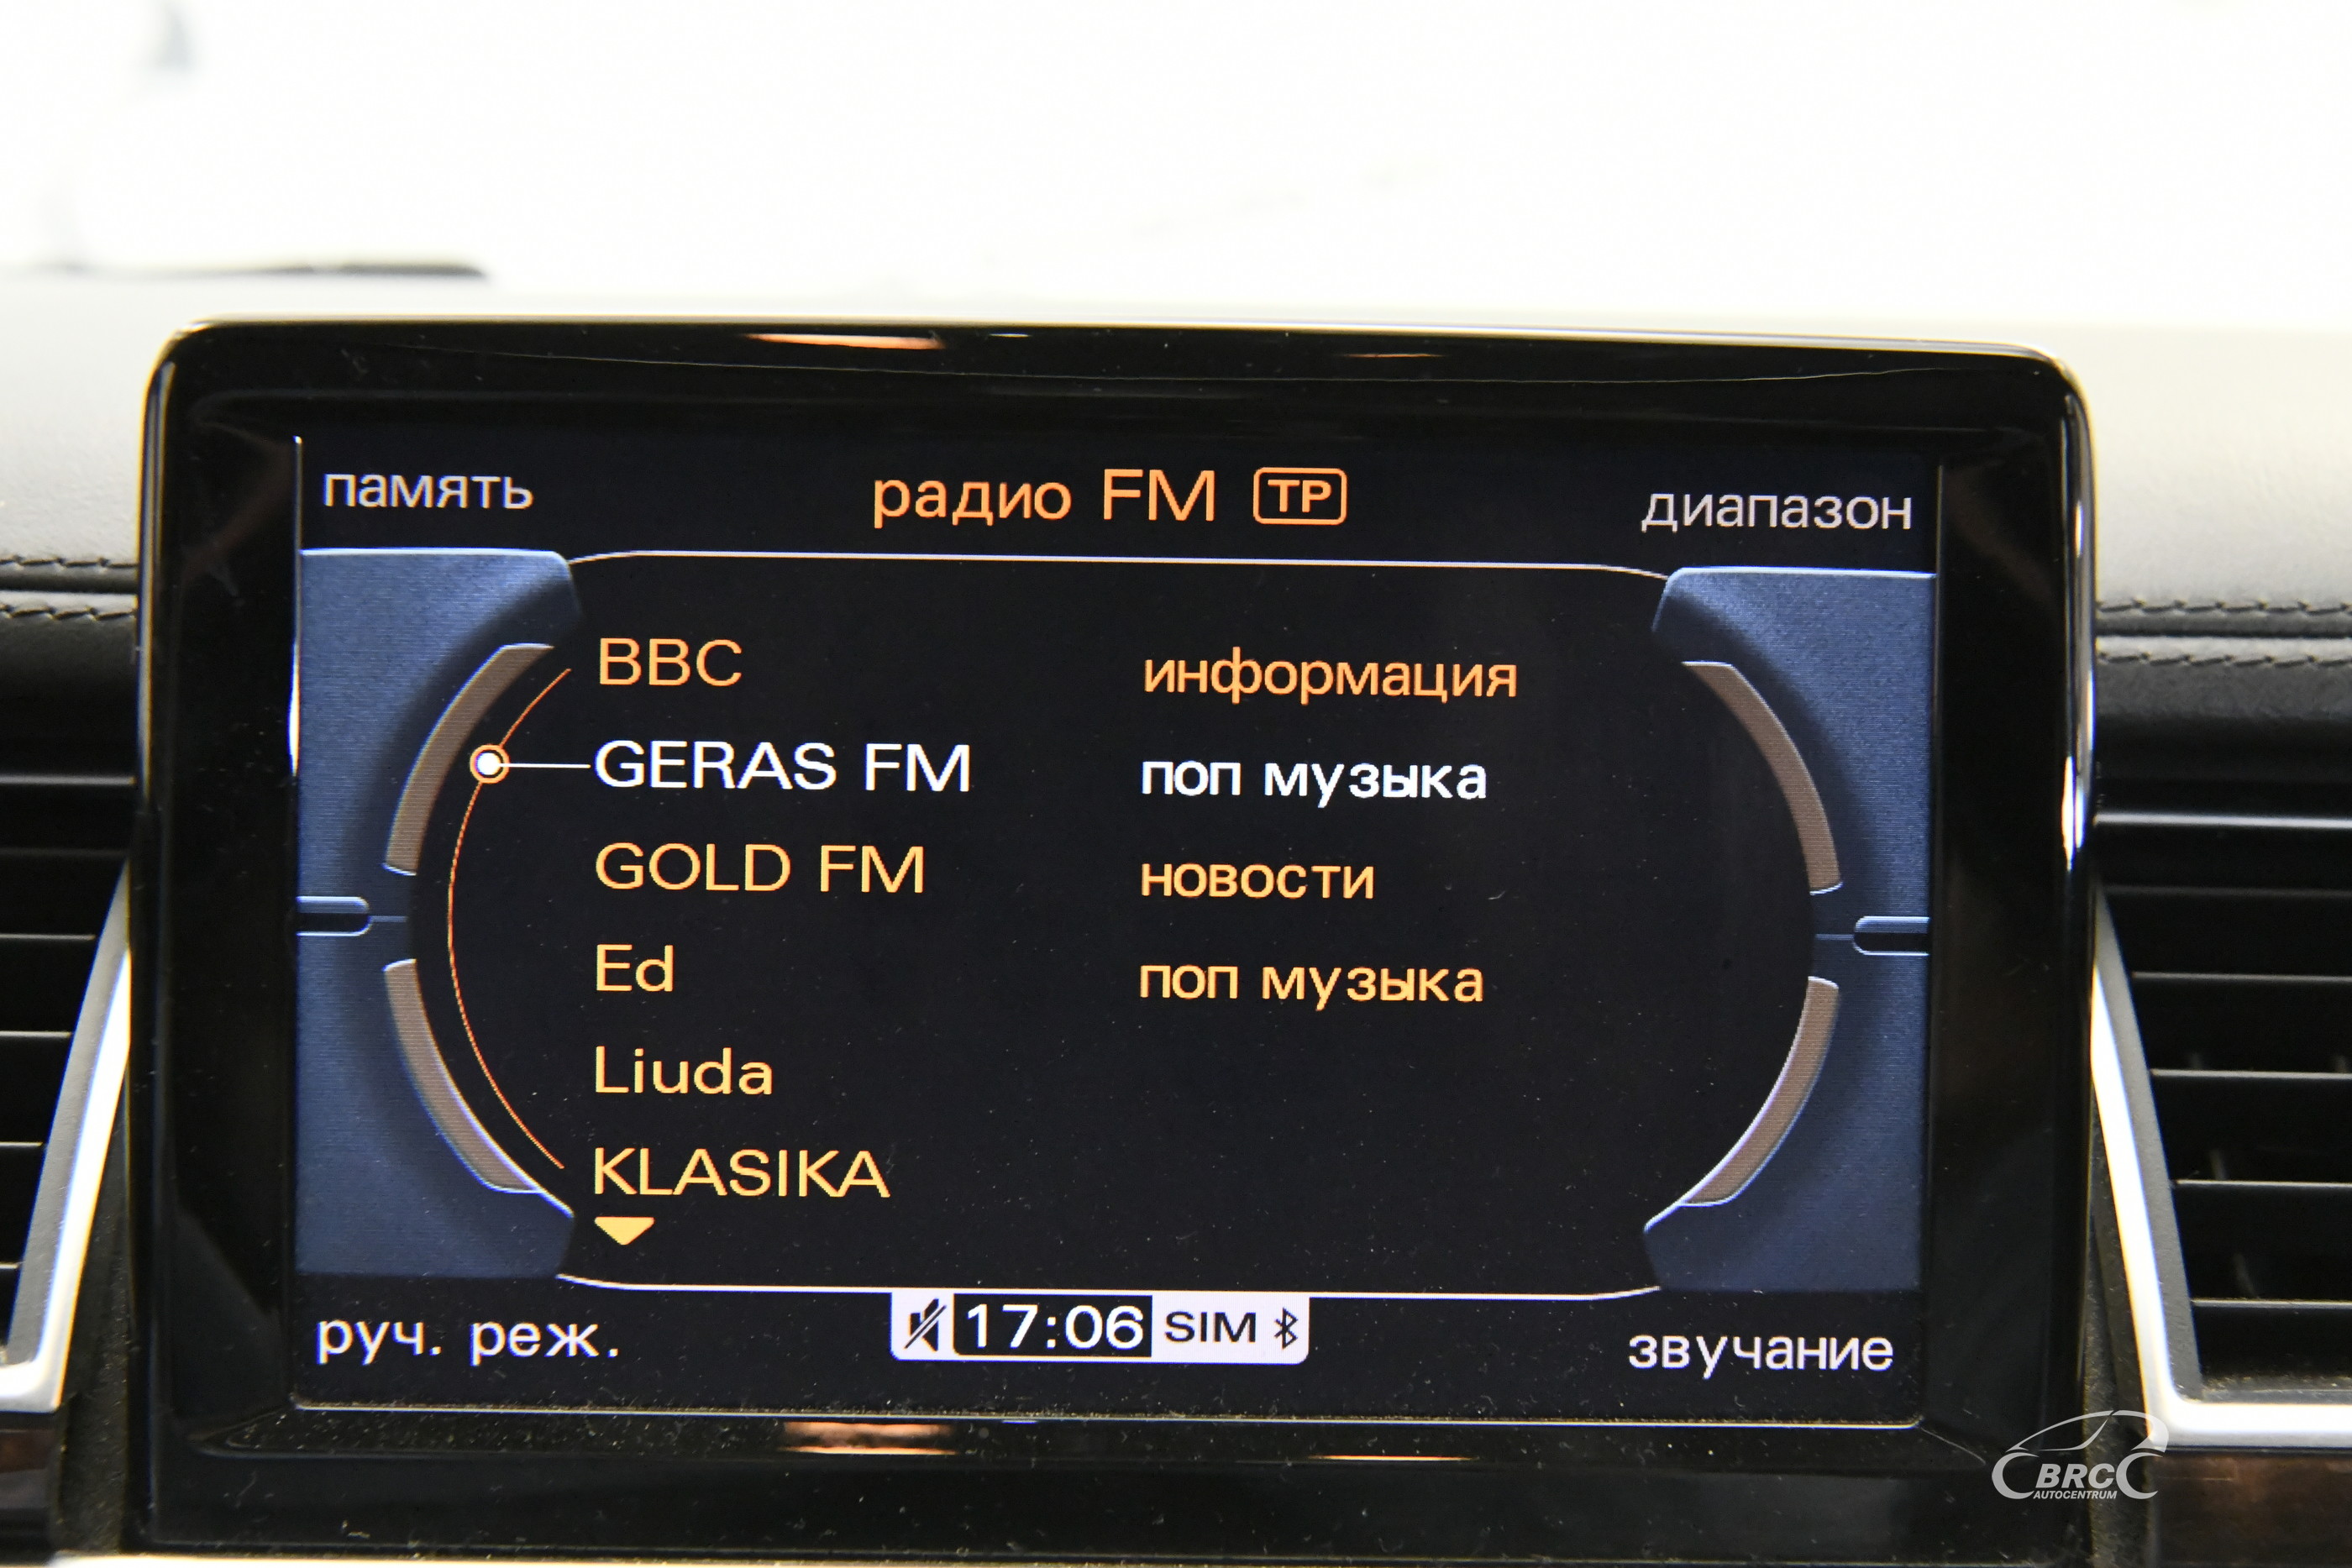 память радио FM TP диапазон
BBC информация
GERAS FM поп музыка
GOLD FM новости
Ed поп музыка
Liuda
KLASIKA
руч. реж. 17:06 SIM звучание
BRC
AUTOCENTRUM